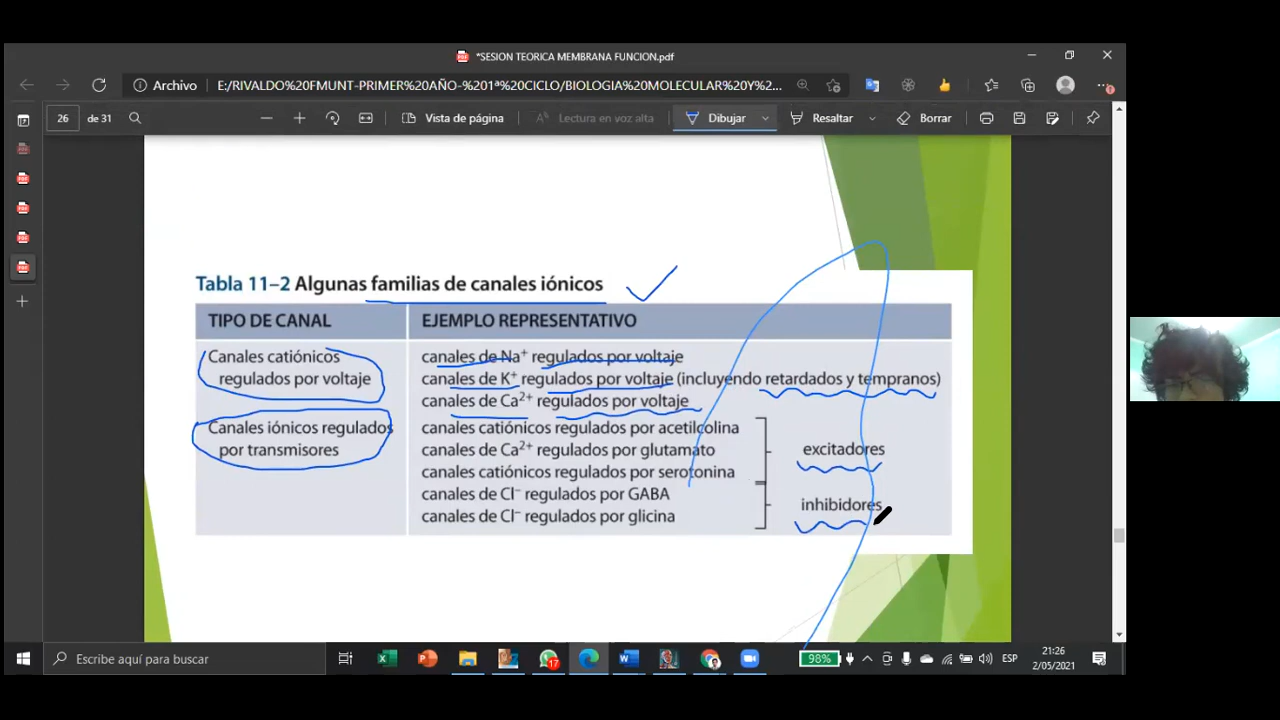 *SESION TEORICA MEMBRANA FUNCION.pdf
Archivo E:/RIVALDO%20FMUNT-PRIMER%20AÑO-%201ª%20CICLO/BIOLOGIA%20MOLECULAR%20Y%2...
26 de 31 Vista de página Lectura en voz alta Dibujar Resaltar Borrar
Tabla 11–2 Algunas familias de canales iónicos
TIPO DE CANAL EJEMPLO REPRESENTATIVO
Canales catiónicos
regulados por voltaje
canales de Na⁺ regulados por voltaje
canales de K⁺ regulados por voltaje (incluyendo retardados y tempranos)
canales de Ca²⁺ regulados por voltaje
Canales iónicos regulados
por transmisores
canales catiónicos regulados por acetilcolina
canales de Ca²⁺ regulados por glutamato
canales catiónicos regulados por serotonina
excitadores
canales de Cl⁻ regulados por GABA
canales de Cl⁻ regulados por glicina
inhibidores
Escribe aquí para buscar
17
98%
ESP
21:26
2/05/2021